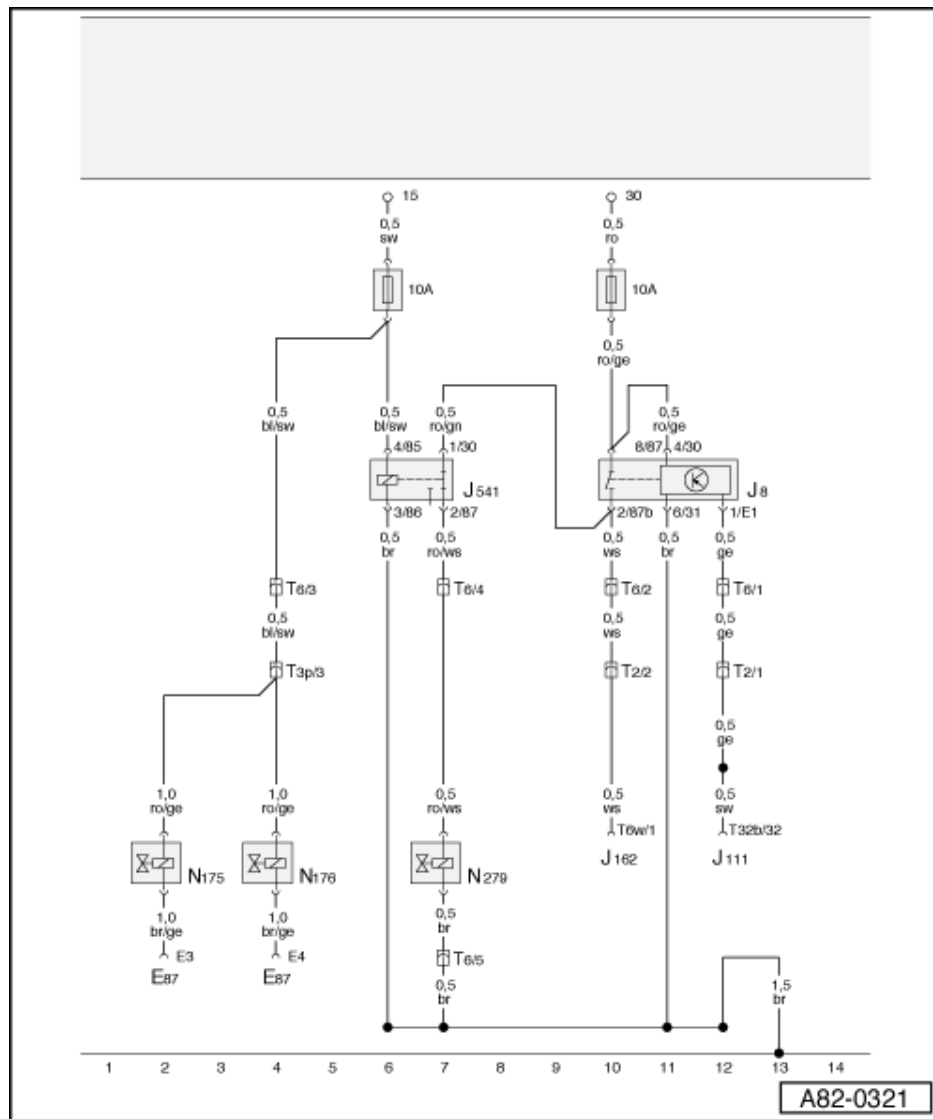 15 30
0,5 0,5
sw ro
10A 10A
0,5
ro/ge
0,5 0,5 0,5 0,5
bl/sw bl/sw ro/gn ro/ge
4/85 1/30 8/87 4/30
J541 J8
3/86 2/87 2/87b 6/31 1/E1
0,5 0,5 0,5 0,5 0,5
br ro/ws ws br ge
T6/3 T6/4 T6/2 T6/1
0,5 0,5 0,5
bl/sw ws ge
T3p/3 T2/2 T2/1
0,5
ge
1,0 1,0 0,5 0,5 0,5
ro/ge ro/ge ro/ws ws sw
T6w/1 T32b/32
J162 J111
N175 N176 N279
1,0 1,0 0,5
br/ge br/ge br
E3 E4 T6/5
E87 E87
0,5 1,5
br br
1 2 3 4 5 6 7 8 9 10 11 12 13 14
A82-0321